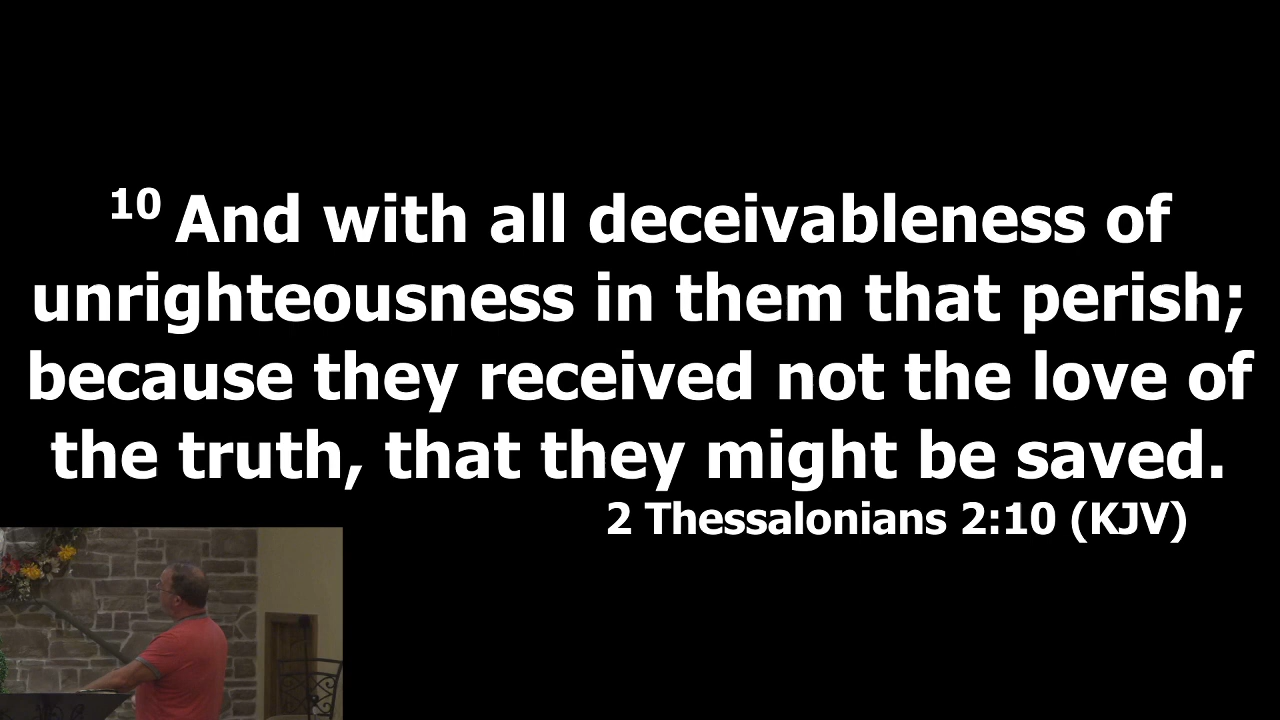 10 And with all deceivableness of
unrighteousness in them that perish;
because they received not the love of
the truth, that they might be saved.
2 Thessalonians 2:10 (KJV)